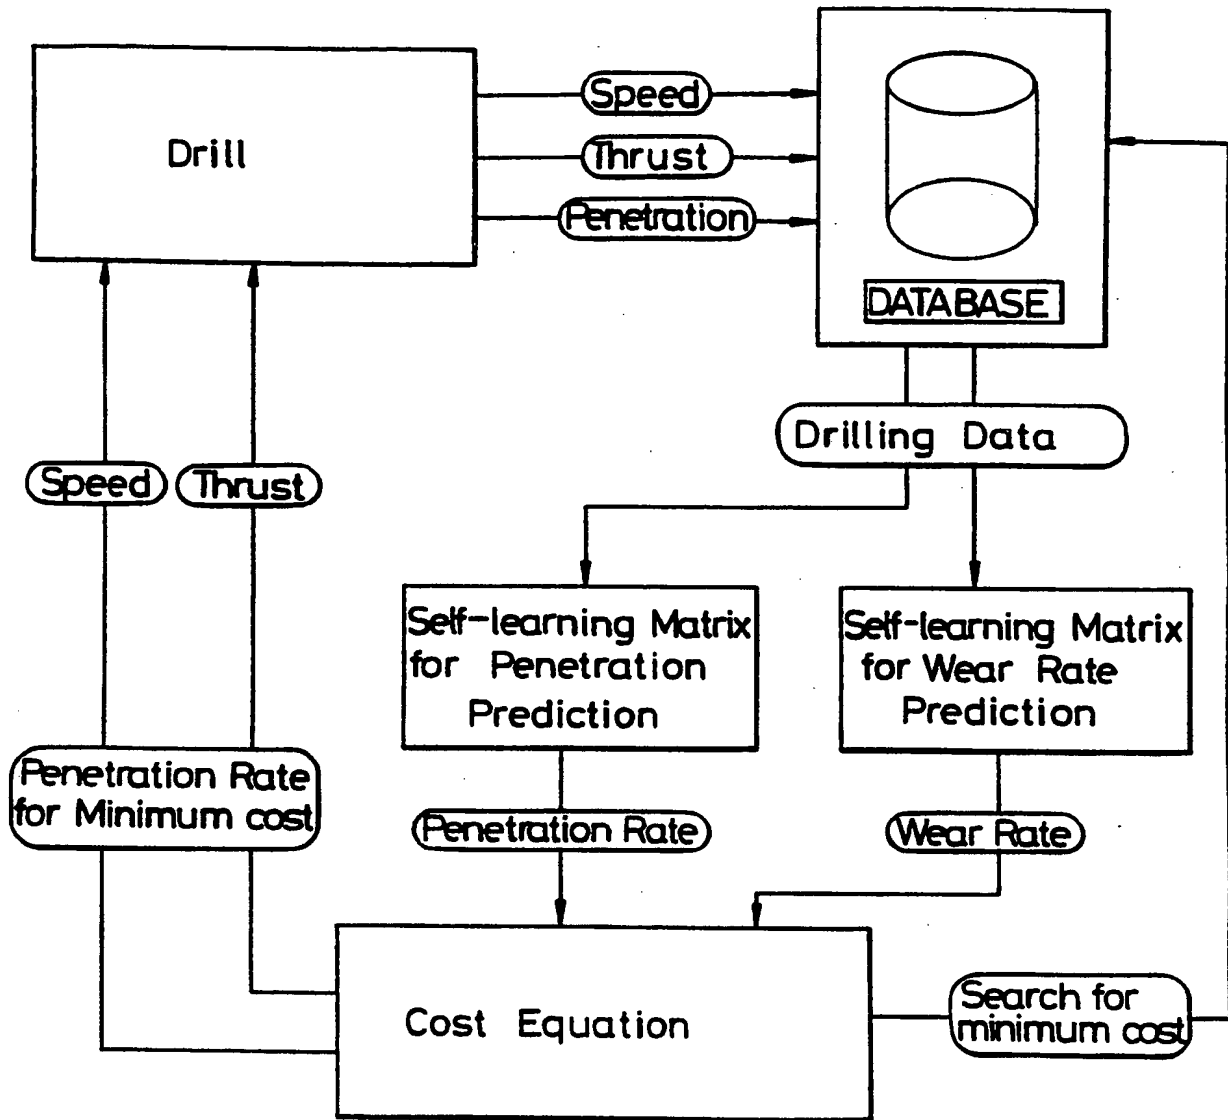 Drill
Speed
Thrust
Penetration
DATABASE
Drilling Data
Speed
Thrust
Self-learning Matrix
for Penetration
Prediction
Self-learning Matrix
for Wear Rate
Prediction
Penetration Rate
for Minimum cost
Penetration Rate
Wear Rate
Cost Equation
Search for
minimum cost